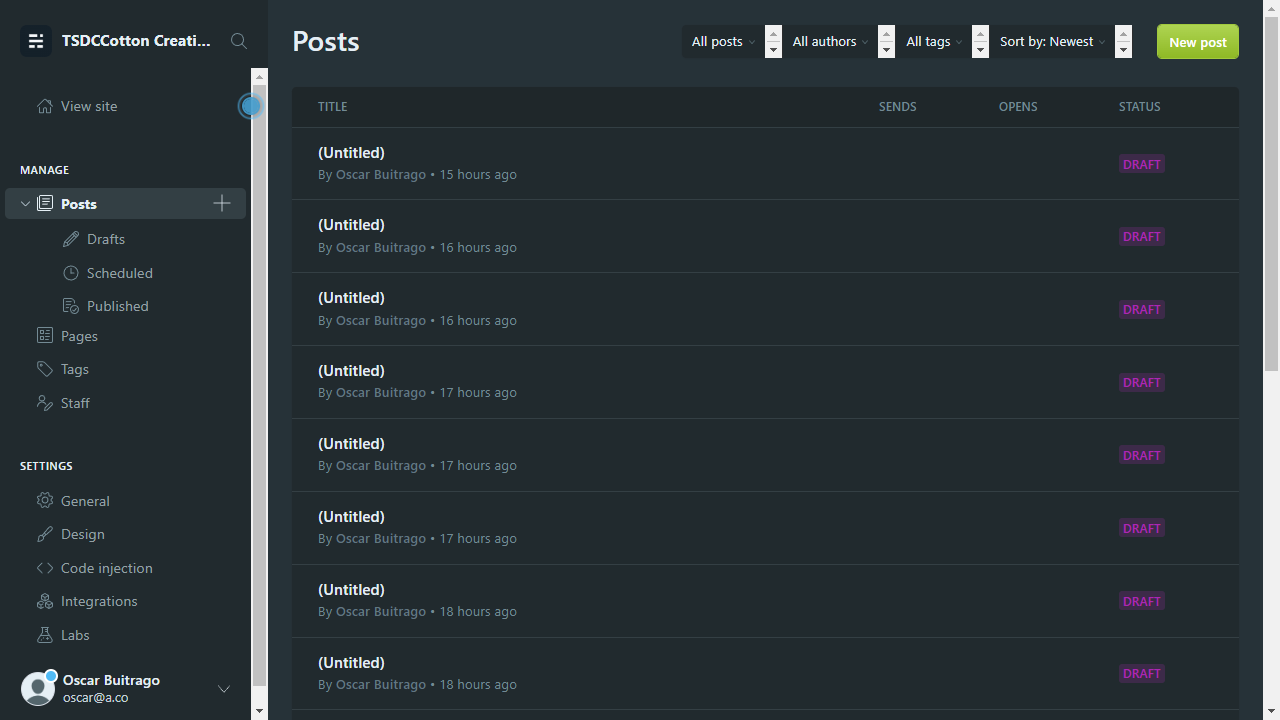 TSDCCotton Creati...
View site
MANAGE
Posts
Drafts
Scheduled
Published
Pages
Tags
Staff
SETTINGS
General
Design
Code injection
Integrations
Labs
Oscar Buitrago
oscar@a.co
Posts
All posts
All authors
All tags
Sort by: Newest
New post
TITLE SENDS OPENS STATUS
(Untitled)
By Oscar Buitrago • 15 hours ago
DRAFT
(Untitled)
By Oscar Buitrago • 16 hours ago
DRAFT
(Untitled)
By Oscar Buitrago • 16 hours ago
DRAFT
(Untitled)
By Oscar Buitrago • 17 hours ago
DRAFT
(Untitled)
By Oscar Buitrago • 17 hours ago
DRAFT
(Untitled)
By Oscar Buitrago • 17 hours ago
DRAFT
(Untitled)
By Oscar Buitrago • 18 hours ago
DRAFT
(Untitled)
By Oscar Buitrago • 18 hours ago
DRAFT